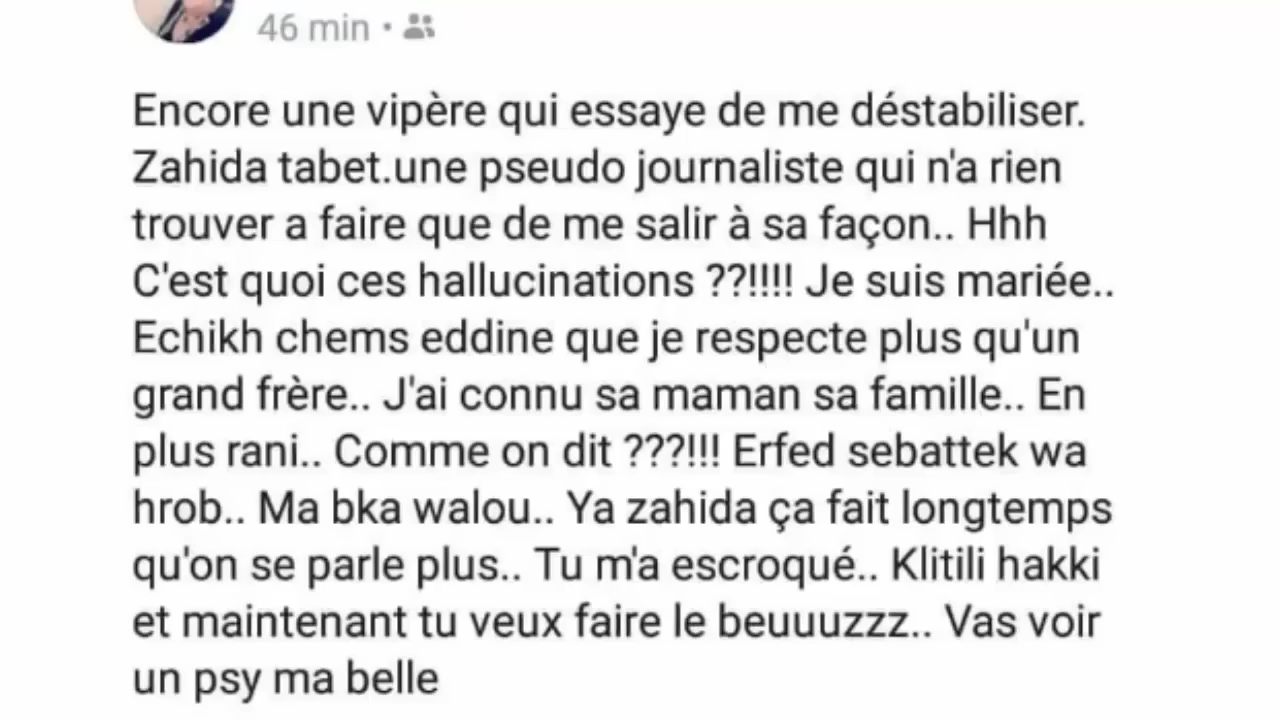 46 min •
Encore une vipère qui essaye de me déstabiliser.
Zahida tabet.une pseudo journaliste qui n'a rien
trouver a faire que de me salir à sa façon.. Hhh
C'est quoi ces hallucinations ??!!!! Je suis mariée..
Echikh chems eddine que je respecte plus qu'un
grand frère.. J'ai connu sa maman sa famille.. En
plus rani.. Comme on dit ???!!! Erfed sebattek wa
hrob.. Ma bka walou.. Ya zahida ça fait longtemps
qu'on se parle plus.. Tu m'a escroqué.. Klitili hakki
et maintenant tu veux faire le beuuuzzz.. Vas voir
un psy ma belle